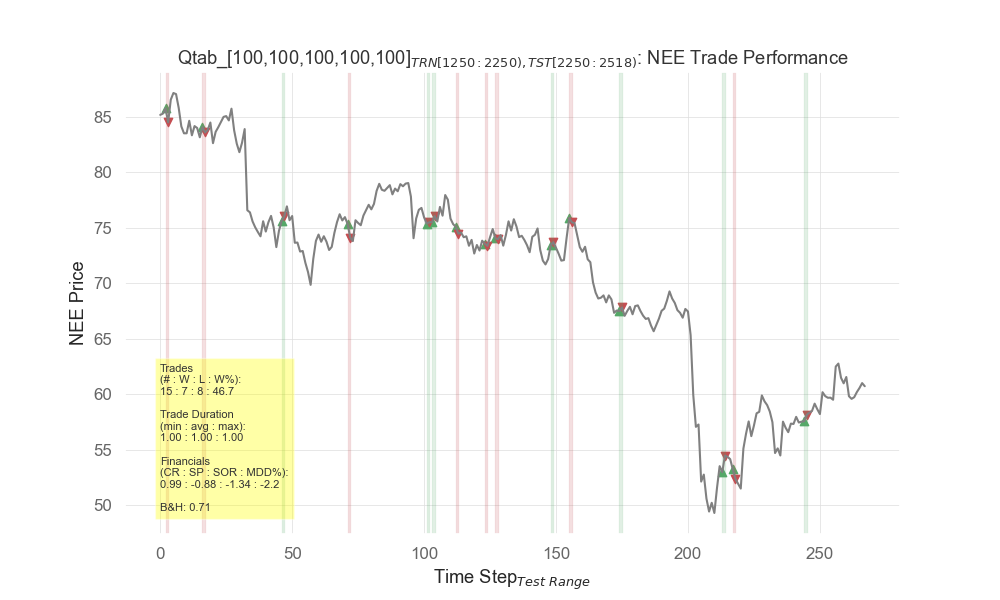 Qtab_[100,100,100,100,100]TRN[1250:2250),TST[2250:2518): NEE Trade Performance
NEE Price
85
80
75
70
65
60
55
50
Trades
(# : W : L : W%):
15 : 7 : 8 : 46.7
Trade Duration
(min : avg : max):
1.00 : 1.00 : 1.00
Financials
(CR : SP : SOR : MDD%):
0.99 : -0.88 : -1.34 : -2.2
B&H: 0.71
0 50 100 150 200 250
Time StepTest Range